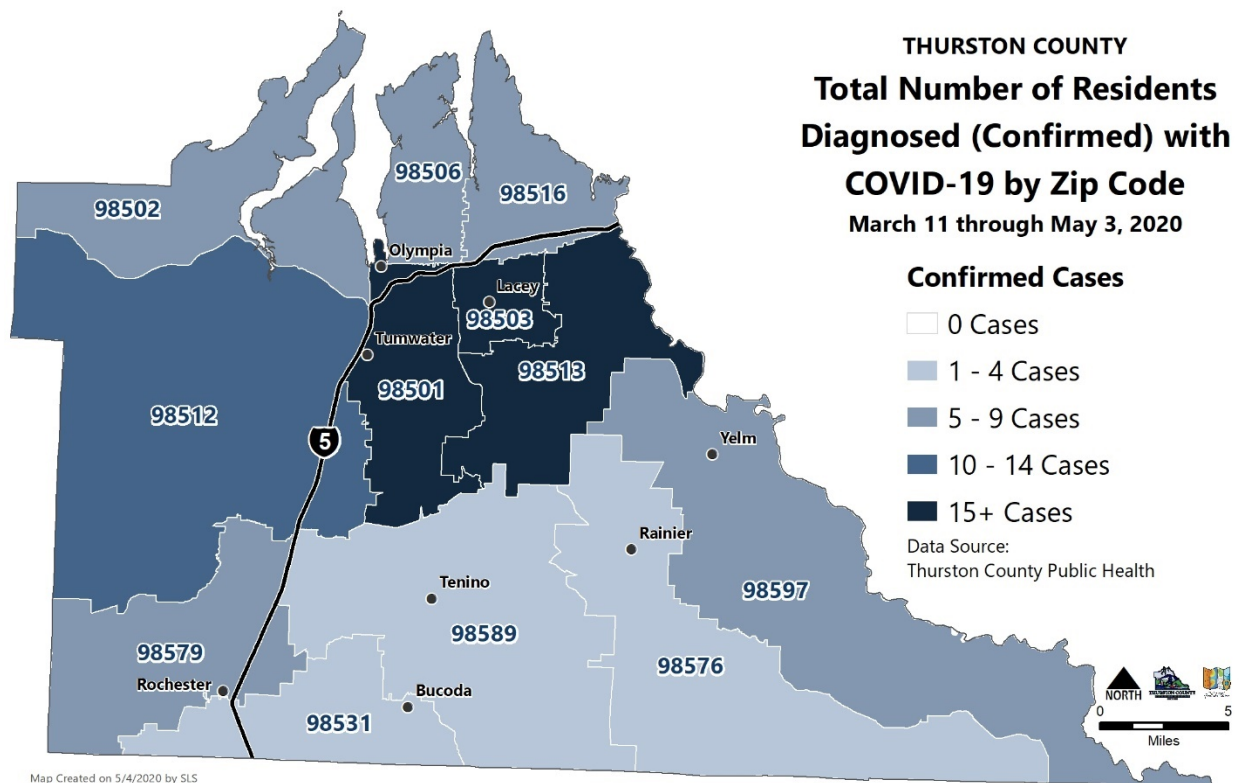 THURSTON COUNTY
Total Number of Residents
Diagnosed (Confirmed) with
COVID-19 by Zip Code
March 11 through May 3, 2020
98506
98516
98502
Olympia
Lacey
98503
Tumwater
98513
98501
98512
5
Yelm
Rainier
Tenino
98597
98589
98579
98576
Rochester
Bucoda
98531
Confirmed Cases
0 Cases
1 - 4 Cases
5 - 9 Cases
10 - 14 Cases
15+ Cases
Data Source:
Thurston County Public Health
NORTH
THURSTON COUNTY
0 5
Miles
Map Created on 5/4/2020 by SLS